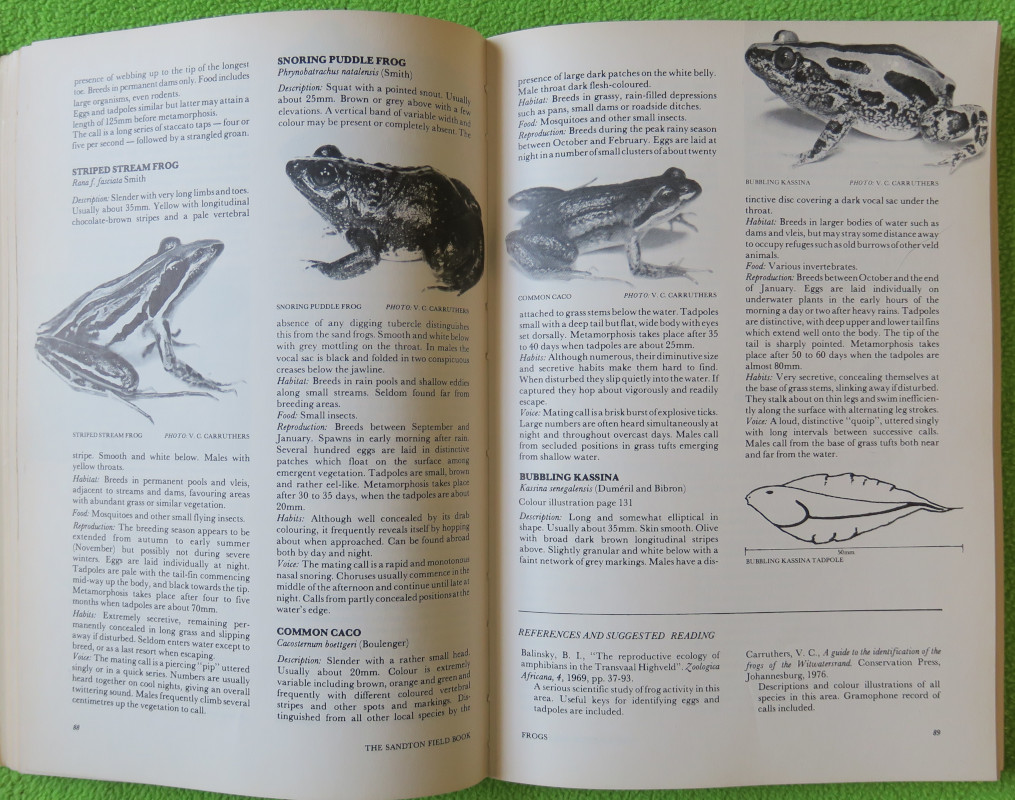 presence of webbing up to the tip of the longest
toe. Breeds in permanent dams only. Food includes
large organisms, even rodents.
Eggs and tadpoles similar but latter may attain a
length of 125mm before metamorphosis.
The call is a long series of staccato taps — four or
five per second — followed by a strangled groan.
STRIPED STREAM FROG
Rana f. fasciata Smith
Description: Slender with very long limbs and toes.
Usually about 35mm. Yellow with longitudinal
chocolate-brown stripes and a pale vertebral
STRIPED STREAM FROG PHOTO: V. C. CARRUTHERS
stripe. Smooth and white below. Males with
yellow throats.
Habitat: Breeds in permanent pools and vleis,
adjacent to streams and dams, favouring areas
with abundant grass or similar vegetation.
Food: Mosquitoes and other small flying insects.
Reproduction: The breeding season appears to be
extended from autumn to early summer
(November) but possibly not during severe
winters. Eggs are laid individually at night.
Tadpoles are pale with the tail-fin commencing
mid-way up the body, and black towards the tip.
Metamorphosis takes place after four to five
months when tadpoles are about 70mm.
Habits: Extremely secretive, remaining per-
manently concealed in long grass and slipping
away if disturbed. Seldom enters water except to
breed, or as a last resort when escaping.
Voice: The mating call is a piercing "pip" uttered
singly or in a quick series. Numbers are usually
heard together on cool nights, giving an overall
twittering sound. Males frequently climb several
centimetres up the vegetation to call.
88
SNORING PUDDLE FROG
Phrynobatrachus natalensis (Smith)
Description: Squat with a pointed snout. Usually
about 25mm. Brown or grey above with a few
elevations. A vertical band of variable width and
colour may be present or completely absent. The
SNORING PUDDLE FROG PHOTO: V. C. CARRUTHERS
absence of any digging tubercle distinguishes
this from the sand frogs. Smooth and white below
with grey mottling on the throat. In males the
vocal sac is black and folded in two conspicuous
creases below the jawline.
Habitat: Breeds in rain pools and shallow eddies
along small streams. Seldom found far from
breeding areas.
Food: Small insects.
Reproduction: Breeds between September and
January. Spawns in early morning after rain.
Several hundred eggs are laid in distinctive
patches which float on the surface among
emergent vegetation. Tadpoles are small, brown
and rather eel-like. Metamorphosis takes place
after 30 to 35 days, when the tadpoles are about
20mm.
Habits: Although well concealed by its drab
colouring, it frequently reveals itself by hopping
about when approached. Can be found abroad
both by day and night.
Voice: The mating call is a rapid and monotonous
nasal snoring. Choruses usually commence in the
middle of the afternoon and continue until late at
night. Calls from partly concealed positions at the
water's edge.
COMMON CACO
Cacosternum boettgeri (Boulenger)
Description: Slender with a rather small head.
Usually about 20mm. Colour is extremely
variable including brown, orange and green and
frequently with different coloured vertebral
stripes and other spots and markings. Dis-
tinguished from all other local species by the
THE SANDTON FIELD BOOK
presence of large dark patches on the white belly.
Male throat dark flesh-coloured.
Habitat: Breeds in grassy, rain-filled depressions
such as pans, small dams or roadside ditches.
Food: Mosquitoes and other small insects.
Reproduction: Breeds during the peak rainy season
between October and February. Eggs are laid at
night in a number of small clusters of about twenty
COMMON CACO PHOTO: V. C. CARRUTHERS
attached to grass stems below the water. Tadpoles
small with a deep tail but flat, wide body with eyes
set dorsally. Metamorphosis takes place after 35
to 40 days when tadpoles are about 25mm.
Habits: Although numerous, their diminutive size
and secretive habits make them hard to find.
When disturbed they slip quietly into the water. If
captured they hop about vigorously and readily
escape.
Voice: Mating call is a brisk burst of explosive ticks.
Large numbers are often heard simultaneously at
night and throughout overcast days. Males call
from secluded positions in grass tufts emerging
from shallow water.
BUBBLING KASSINA
Kassina senegalensis (Duméril and Bibron)
Colour illustration page 131
Description: Long and somewhat elliptical in
shape. Usually about 35mm. Skin smooth. Olive
with broad dark brown longitudinal stripes
above. Slightly granular and white below with a
faint network of grey markings. Males have a dis-
BUBBLING KASSINA PHOTO: V. C. CARRUTHERS
tinctive disc covering a dark vocal sac under the
throat.
Habitat: Breeds in larger bodies of water such as
dams and vleis, but may stray some distance away
to occupy refuges such as old burrows of other veld
animals.
Food: Various invertebrates.
Reproduction: Breeds between October and the end
of January. Eggs are laid individually on
underwater plants in the early hours of the
morning a day or two after heavy rains. Tadpoles
are distinctive, with deep upper and lower tail fins
which extend well onto the body. The tip of the
tail is sharply pointed. Metamorphosis takes
place after 50 to 60 days when the tadpoles are
almost 80mm.
Habits: Very secretive, concealing themselves at
the base of grass stems, slinking away if disturbed.
They stalk about on thin legs and swim inefficien-
tly along the surface with alternating leg strokes.
Voice: A loud, distinctive "quoip", uttered singly
with long intervals between successive calls.
Males call from the base of grass tufts both near
and far from the water.
50mm
BUBBLING KASSINA TADPOLE
REFERENCES AND SUGGESTED READING
Balinsky, B. I., "The reproductive ecology of
amphibians in the Transvaal Highveld". Zoologica
Africana, 4, 1969, pp. 37-93.
A serious scientific study of frog activity in this
area. Useful keys for identifying eggs and
tadpoles are included.
Carruthers, V. C., A guide to the identification of the
frogs of the Witwatersrand. Conservation Press,
Johannesburg, 1976.
Descriptions and colour illustrations of all
species in this area. Gramophone record of
calls included.
FROGS
89